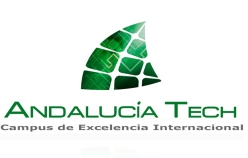 ANDALUCÍA TECH
Campus de Excelencia Internacional